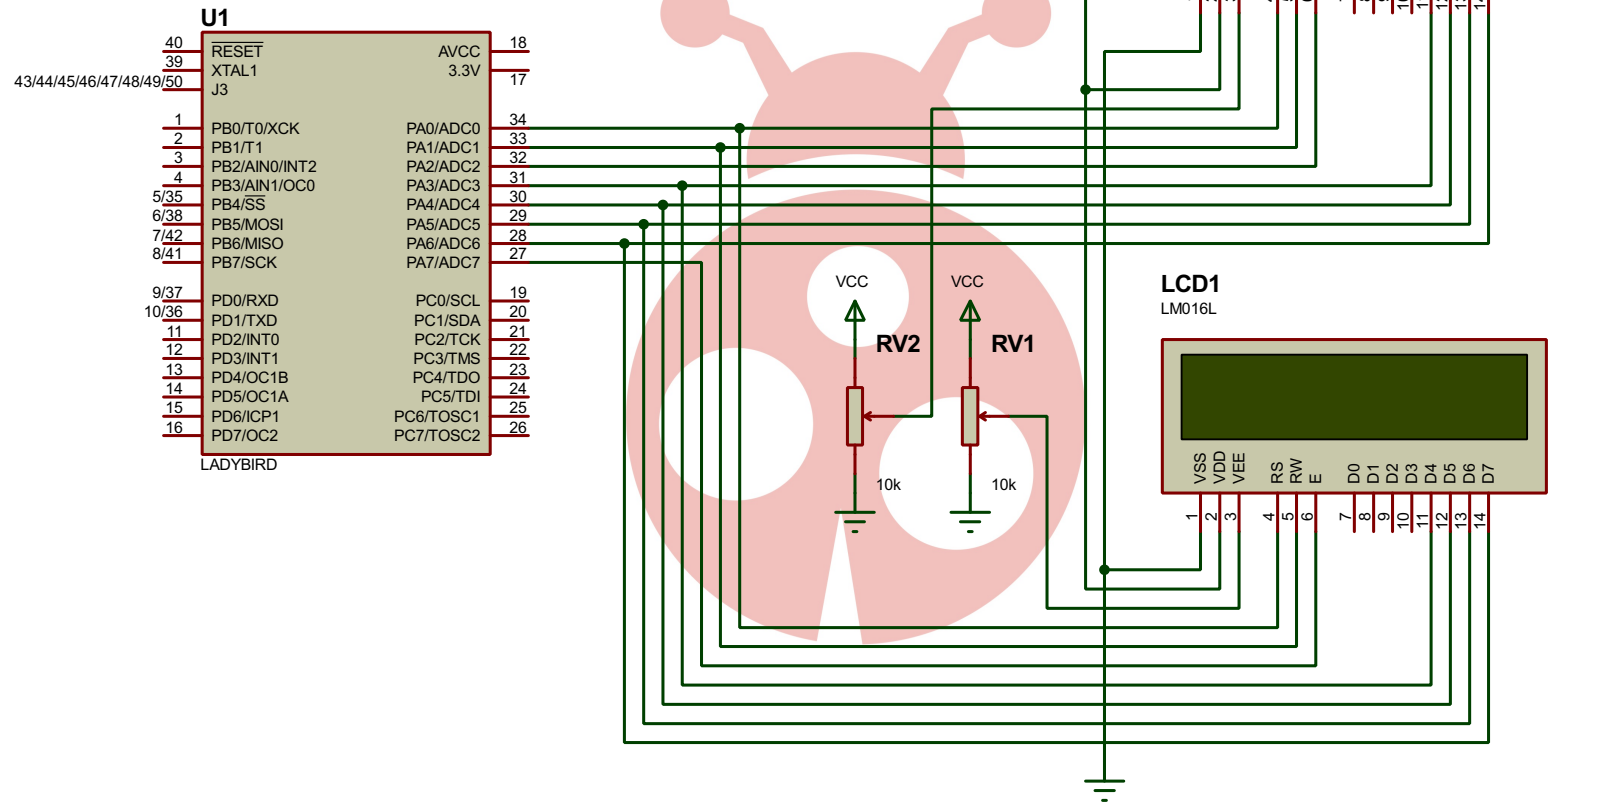 U1
40 RESET AVCC 18
39 XTAL1 3.3V 17
43/44/45/46/47/48/49/50 J3
1 PB0/T0/XCK PA0/ADC0 34
2 PB1/T1 PA1/ADC1 33
3 PB2/AIN0/INT2 PA2/ADC2 32
4 PB3/AIN1/OC0 PA3/ADC3 31
5/35 PB4/SS PA4/ADC4 30
6/38 PB5/MOSI PA5/ADC5 29
7/42 PB6/MISO PA6/ADC6 28
8/41 PB7/SCK PA7/ADC7 27
9/37 PD0/RXD PC0/SCL 19
10/36 PD1/TXD PC1/SDA 20
11 PD2/INT0 PC2/TCK 21
12 PD3/INT1 PC3/TMS 22
13 PD4/OC1B PC4/TDO 23
14 PD5/OC1A PC5/TDI 24
15 PD6/ICP1 PC6/TOSC1 25
16 PD7/OC2 PC7/TOSC2 26
LADYBIRD
VCC VCC
RV2 RV1
10k 10k
LCD1
LM016L
VSS VDD VEE RS RW E D0 D1 D2 D3 D4 D5 D6 D7
1 2 3 4 5 6 7 8 9 10 11 12 13 14